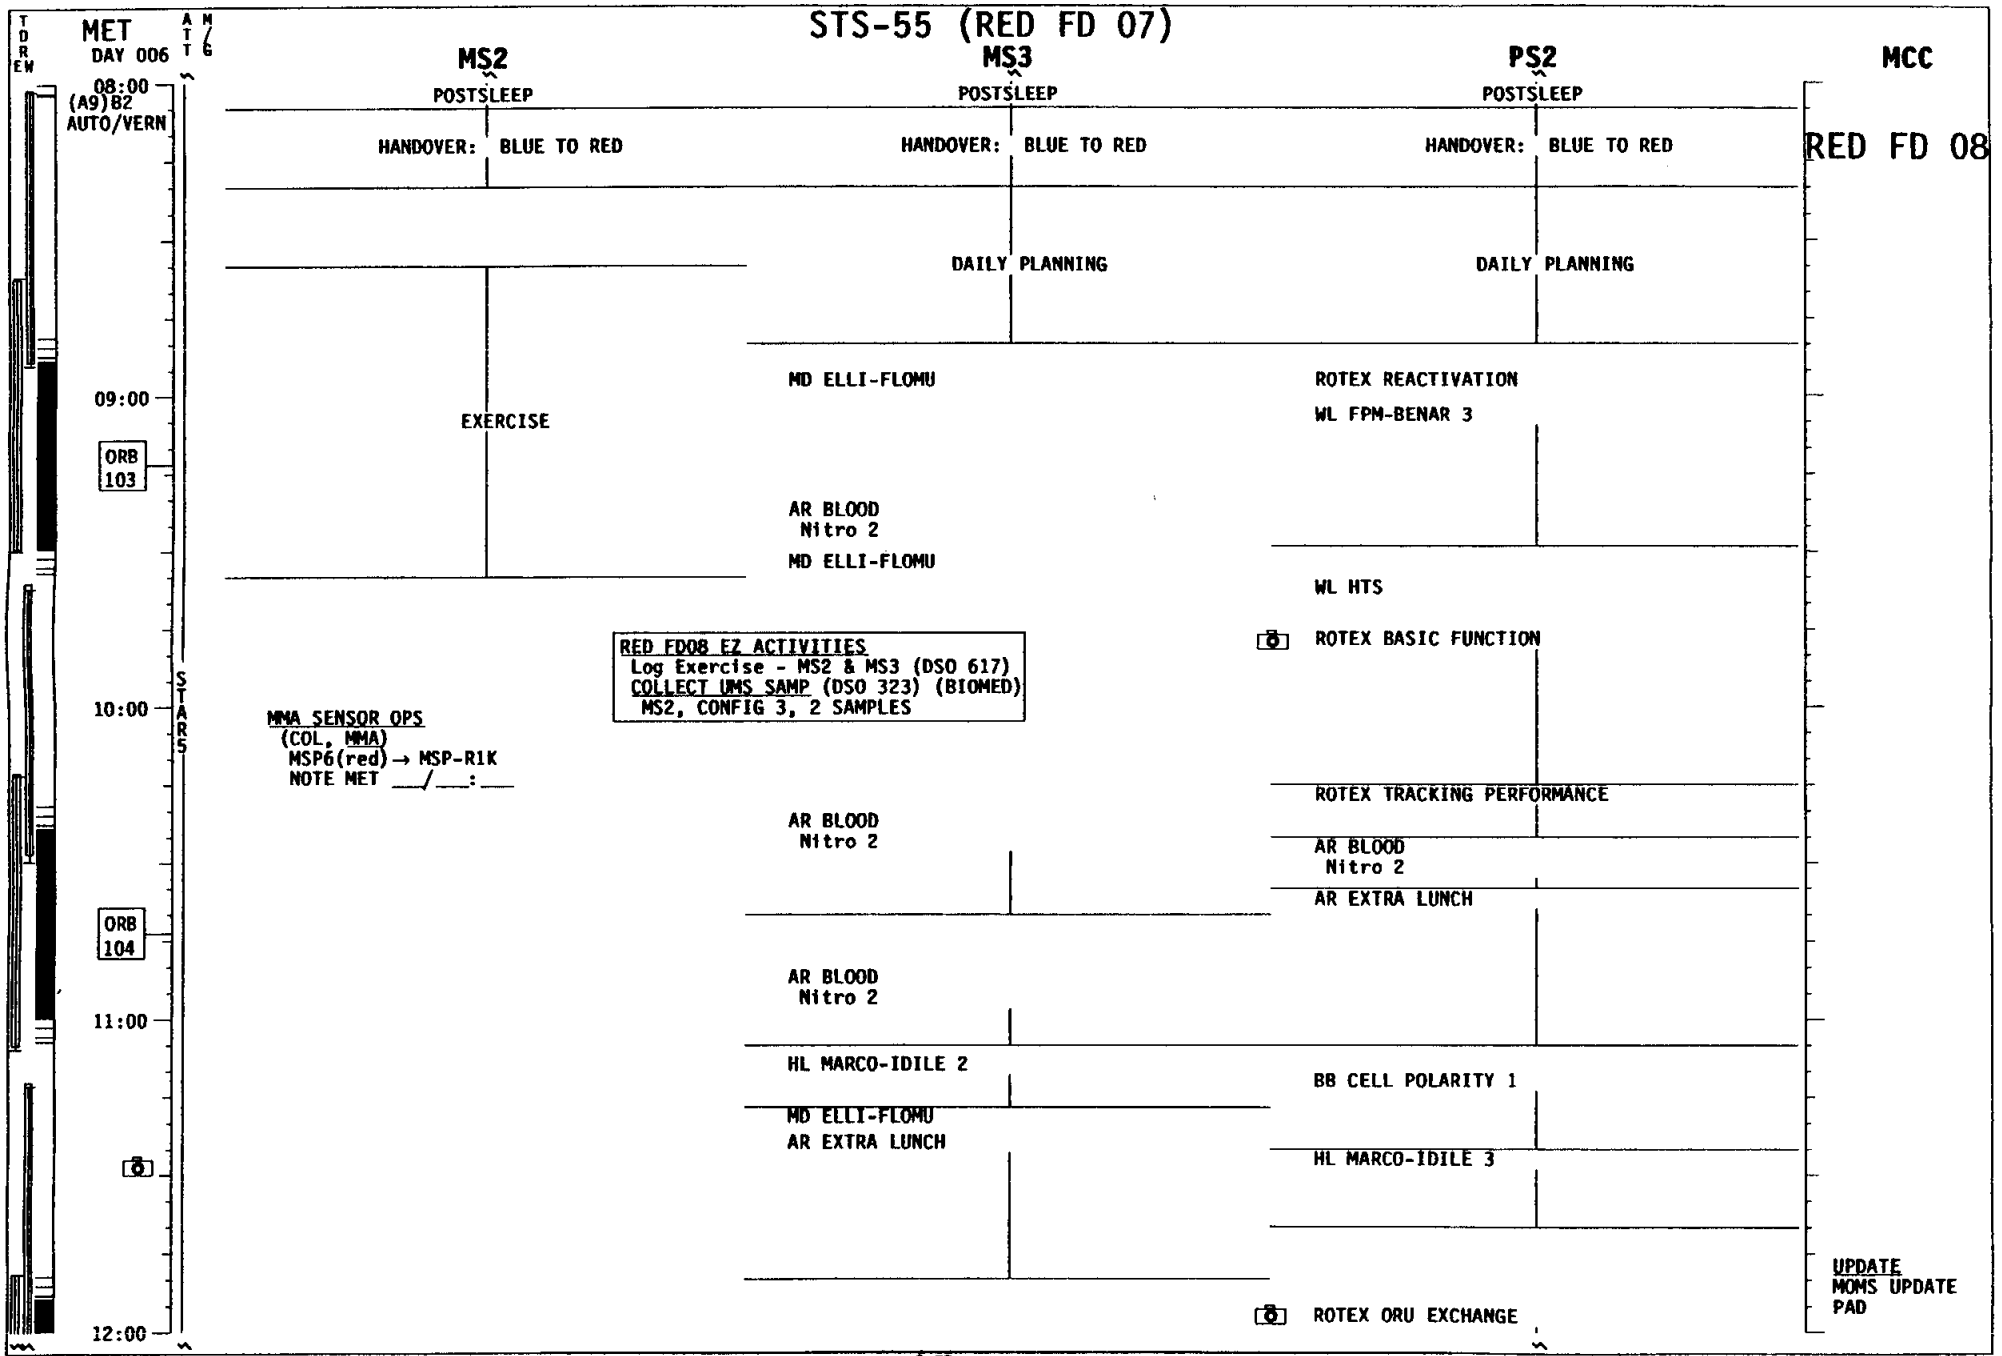 STS-55 (RED FD 07)
TDRE W
MET
DAY 006
ATT
M/G
MS2
MS3
PS2
MCC
08:00
(A9)B2
AUTO/VERN
POSTSLEEP
POSTSLEEP
POSTSLEEP
HANDOVER: BLUE TO RED
HANDOVER: BLUE TO RED
HANDOVER: BLUE TO RED
RED FD 08
DAILY PLANNING
DAILY PLANNING
MD ELLI-FLOMU
ROTEX REACTIVATION
09:00
EXERCISE
WL FPM-BENAR 3
ORB
103
AR BLOOD
Nitro 2
MD ELLI-FLOMU
WL HTS
ROTEX BASIC FUNCTION
RED FD08 EZ ACTIVITIES
Log Exercise - MS2 & MS3 (DSO 617)
COLLECT UMS SAMP (DSO 323) (BIOMED)
MS2, CONFIG 3, 2 SAMPLES
STARS
10:00
MMA SENSOR OPS
(COL, MMA)
MSP6(red) → MSP-R1K
NOTE MET ___/___:___
ROTEX TRACKING PERFORMANCE
AR BLOOD
Nitro 2
AR BLOOD
Nitro 2
AR EXTRA LUNCH
ORB
104
AR BLOOD
Nitro 2
11:00
HL MARCO-IDILE 2
BB CELL POLARITY 1
MD ELLI-FLOMU
AR EXTRA LUNCH
HL MARCO-IDILE 3
UPDATE
MOMS UPDATE
PAD
ROTEX ORU EXCHANGE
12:00